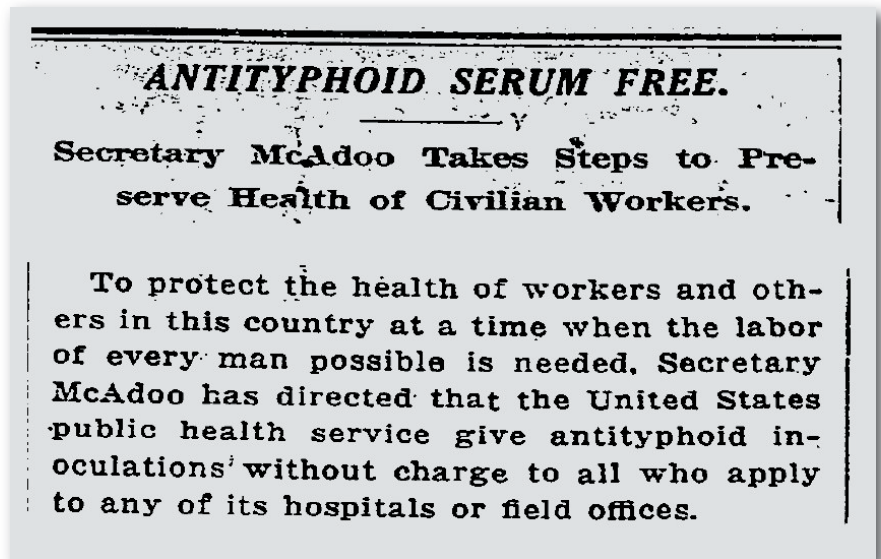 ANTITYPHOID SERUM FREE.
Secretary McAdoo Takes Steps to Pre-
serve Health of Civilian Workers.
To protect the health of workers and oth-
ers in this country at a time when the labor
of every man possible is needed, Secretary
McAdoo has directed that the United States
public health service give antityphoid in-
oculations without charge to all who apply
to any of its hospitals or field offices.